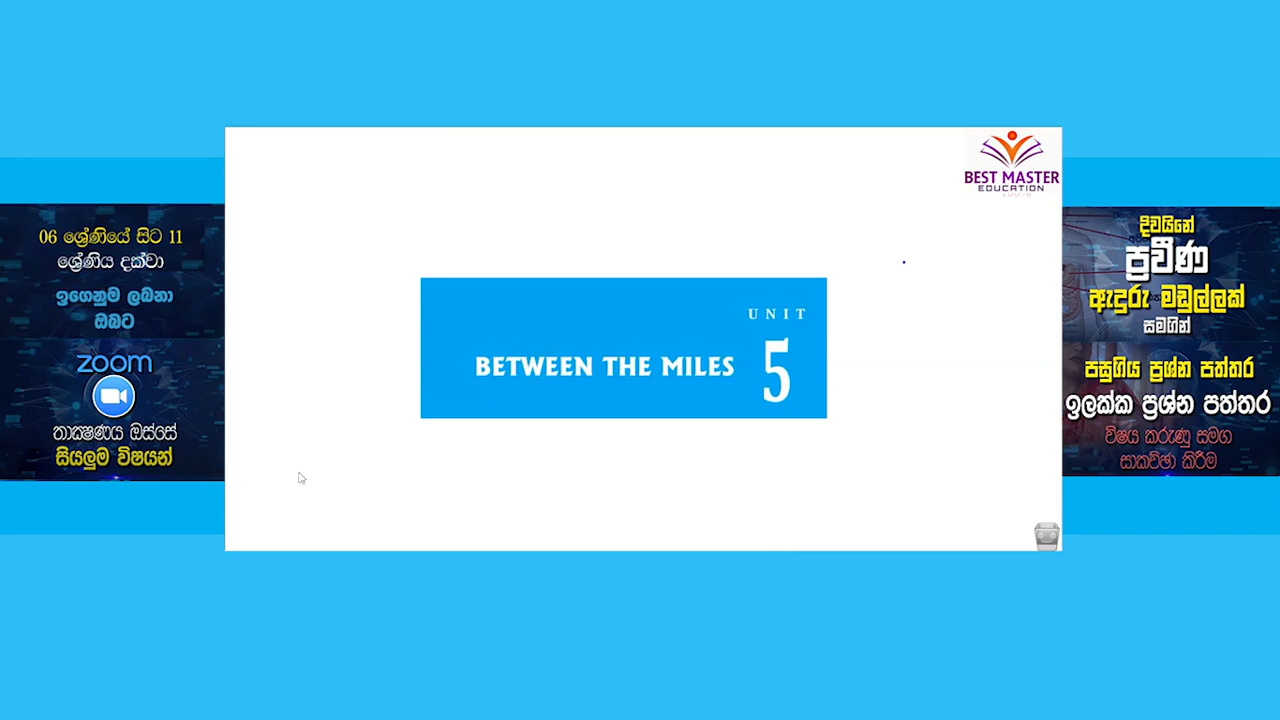 06 ශ්‍රේණියේ සිට 11
ශ්‍රේණිය දක්වා
ඉගෙනුම ලබනා
ඔබට
zoom
තාක්‍ෂණය ඔස්සේ
සියලුම විෂයන්
BEST MASTER
EDUCATION
UNIT
BETWEEN THE MILES 5
දිවයිනේ
ප්‍රවීණ
ඇදුරු මඩුල්ලක්
සමගින්
පසුගිය ප්‍රශ්න පත්තර
ඉලක්ක ප්‍රශ්න පත්තර
විෂය කරුණු සමග
සාකච්ඡා කිරීම